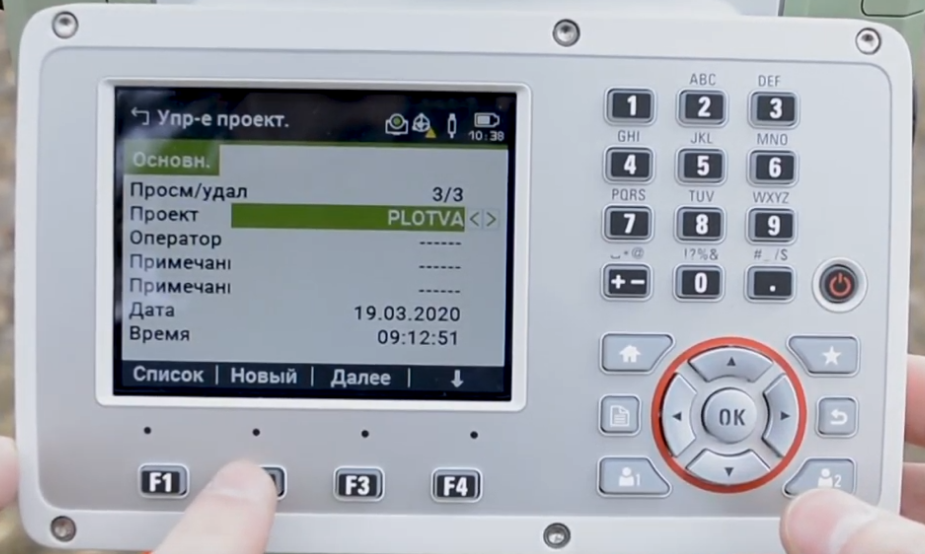 Упр-е проект.
10:38
Основн.
Просм/удал 3/3
Проект PLOTVA
Оператор ------
Примечані ------
Примечані ------
Дата 19.03.2020
Время 09:12:51
Список | Новый | Далее |
F1 F3 F4
ABC DEF
1 2 3
GHI JKL MNO
4 5 6
PQRS TUV WXYZ
7 8 9
␣*@ !?%& #_/$
+- 0 .
OK
1 2